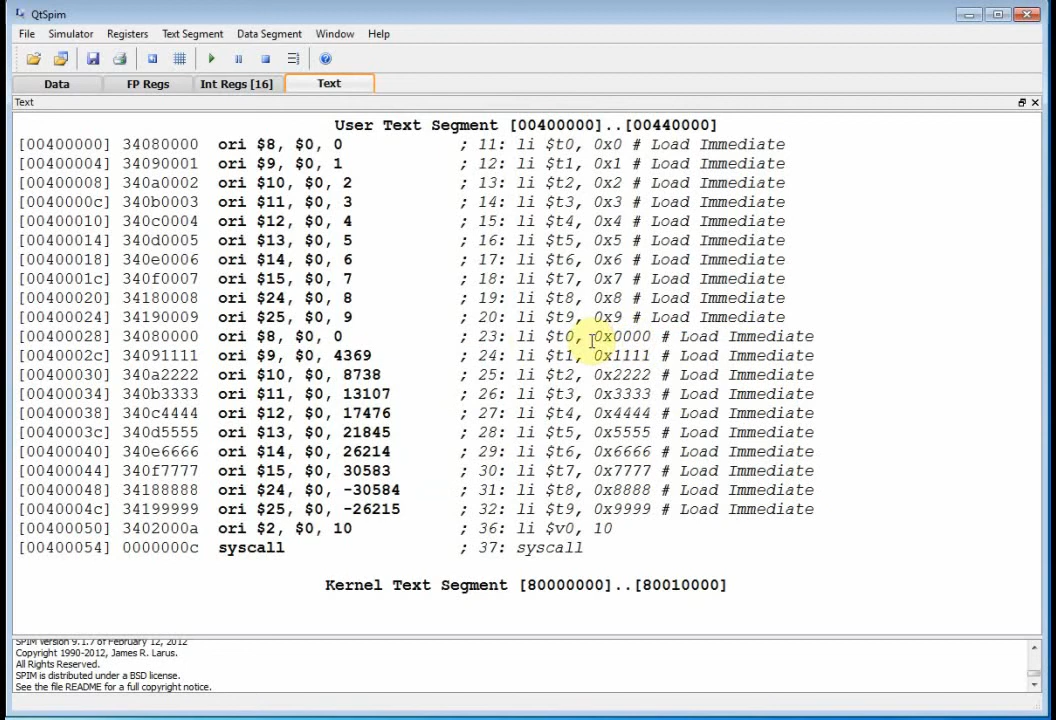 QtSpim
File Simulator Registers Text Segment Data Segment Window Help
Data FP Regs Int Regs [16] Text
Text
User Text Segment [00400000]..[00440000]
[00400000] 34080000 ori $8, $0, 0 ; 11: li $t0, 0x0 # Load Immediate
[00400004] 34090001 ori $9, $0, 1 ; 12: li $t1, 0x1 # Load Immediate
[00400008] 340a0002 ori $10, $0, 2 ; 13: li $t2, 0x2 # Load Immediate
[0040000c] 340b0003 ori $11, $0, 3 ; 14: li $t3, 0x3 # Load Immediate
[00400010] 340c0004 ori $12, $0, 4 ; 15: li $t4, 0x4 # Load Immediate
[00400014] 340d0005 ori $13, $0, 5 ; 16: li $t5, 0x5 # Load Immediate
[00400018] 340e0006 ori $14, $0, 6 ; 17: li $t6, 0x6 # Load Immediate
[0040001c] 340f0007 ori $15, $0, 7 ; 18: li $t7, 0x7 # Load Immediate
[00400020] 34180008 ori $24, $0, 8 ; 19: li $t8, 0x8 # Load Immediate
[00400024] 34190009 ori $25, $0, 9 ; 20: li $t9, 0x9 # Load Immediate
[00400028] 34080000 ori $8, $0, 0 ; 23: li $t0, 0x0000 # Load Immediate
[0040002c] 34091111 ori $9, $0, 4369 ; 24: li $t1, 0x1111 # Load Immediate
[00400030] 340a2222 ori $10, $0, 8738 ; 25: li $t2, 0x2222 # Load Immediate
[00400034] 340b3333 ori $11, $0, 13107 ; 26: li $t3, 0x3333 # Load Immediate
[00400038] 340c4444 ori $12, $0, 17476 ; 27: li $t4, 0x4444 # Load Immediate
[0040003c] 340d5555 ori $13, $0, 21845 ; 28: li $t5, 0x5555 # Load Immediate
[00400040] 340e6666 ori $14, $0, 26214 ; 29: li $t6, 0x6666 # Load Immediate
[00400044] 340f7777 ori $15, $0, 30583 ; 30: li $t7, 0x7777 # Load Immediate
[00400048] 34188888 ori $24, $0, -30584 ; 31: li $t8, 0x8888 # Load Immediate
[0040004c] 34199999 ori $25, $0, -26215 ; 32: li $t9, 0x9999 # Load Immediate
[00400050] 3402000a ori $2, $0, 10 ; 36: li $v0, 10
[00400054] 0000000c syscall ; 37: syscall
Kernel Text Segment [80000000]..[80010000]
SPIM Version 9.1.7 of February 12, 2012
Copyright 1990-2012, James R. Larus.
All Rights Reserved.
SPIM is distributed under a BSD license.
See the file README for a full copyright notice.